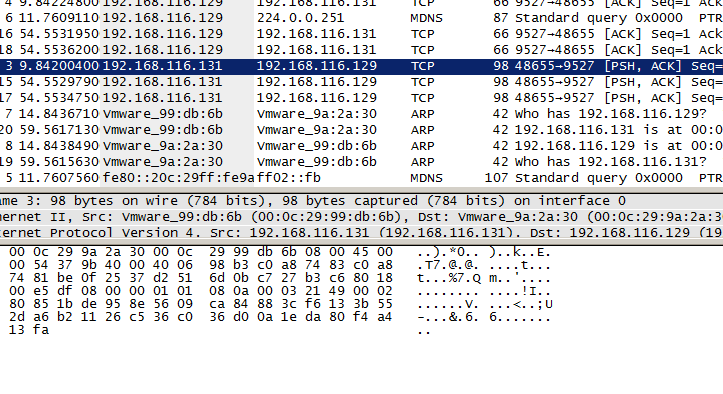 4 9.84224800 192.168.116.129 192.168.116.131 TCP 66 9527→48655 [ACK] Seq=1 Ack
6 11.7609110 192.168.116.129 224.0.0.251 MDNS 87 Standard query 0x0000 PTR
16 54.5531950 192.168.116.129 192.168.116.131 TCP 66 9527→48655 [ACK] Seq=1 Ack
18 54.5536200 192.168.116.129 192.168.116.131 TCP 66 9527→48655 [ACK] Seq=1 Ack
3 9.84200400 192.168.116.131 192.168.116.129 TCP 98 48655→9527 [PSH, ACK] Seq=
15 54.5529790 192.168.116.131 192.168.116.129 TCP 98 48655→9527 [PSH, ACK] Seq=
17 54.5534750 192.168.116.131 192.168.116.129 TCP 98 48655→9527 [PSH, ACK] Seq=
7 14.8436710 Vmware_99:db:6b Vmware_9a:2a:30 ARP 42 Who has 192.168.116.129?
20 59.5617130 Vmware_99:db:6b Vmware_9a:2a:30 ARP 42 192.168.116.131 is at 00:0
8 14.8438490 Vmware_9a:2a:30 Vmware_99:db:6b ARP 42 192.168.116.129 is at 00:0
19 59.5615630 Vmware_9a:2a:30 Vmware_99:db:6b ARP 42 Who has 192.168.116.131?
5 11.7607560 fe80::20c:29ff:fe9a ff02::fb MDNS 107 Standard query 0x0000 PTR
ame 3: 98 bytes on wire (784 bits), 98 bytes captured (784 bits) on interface 0
hernet II, Src: Vmware_99:db:6b (00:0c:29:99:db:6b), Dst: Vmware_9a:2a:30 (00:0c:29:9a:2a:30
ternet Protocol Version 4, Src: 192.168.116.131 (192.168.116.131), Dst: 192.168.116.129 (19
00 0c 29 9a 2a 30 00 0c 29 99 db 6b 08 00 45 00 ..).*0.. )..k..E.
00 54 37 9b 40 00 40 06 98 b3 c0 a8 74 83 c0 a8 .T7.@.@. ....t...
74 81 be 0f 25 37 d2 51 6d 0b c7 27 b3 c6 80 18 t...%7.Q m..'....
00 e5 df 08 00 00 01 01 08 0a 00 03 21 49 00 02 ........ ....!I..
80 85 1b de 95 8e 56 09 ca 84 88 3c f6 13 3b 55 ......V. ...<..;U
2d a6 b2 11 26 c5 36 c0 36 d0 0a 1e da 80 f4 a4 -...&.6. 6.......
13 fa ..